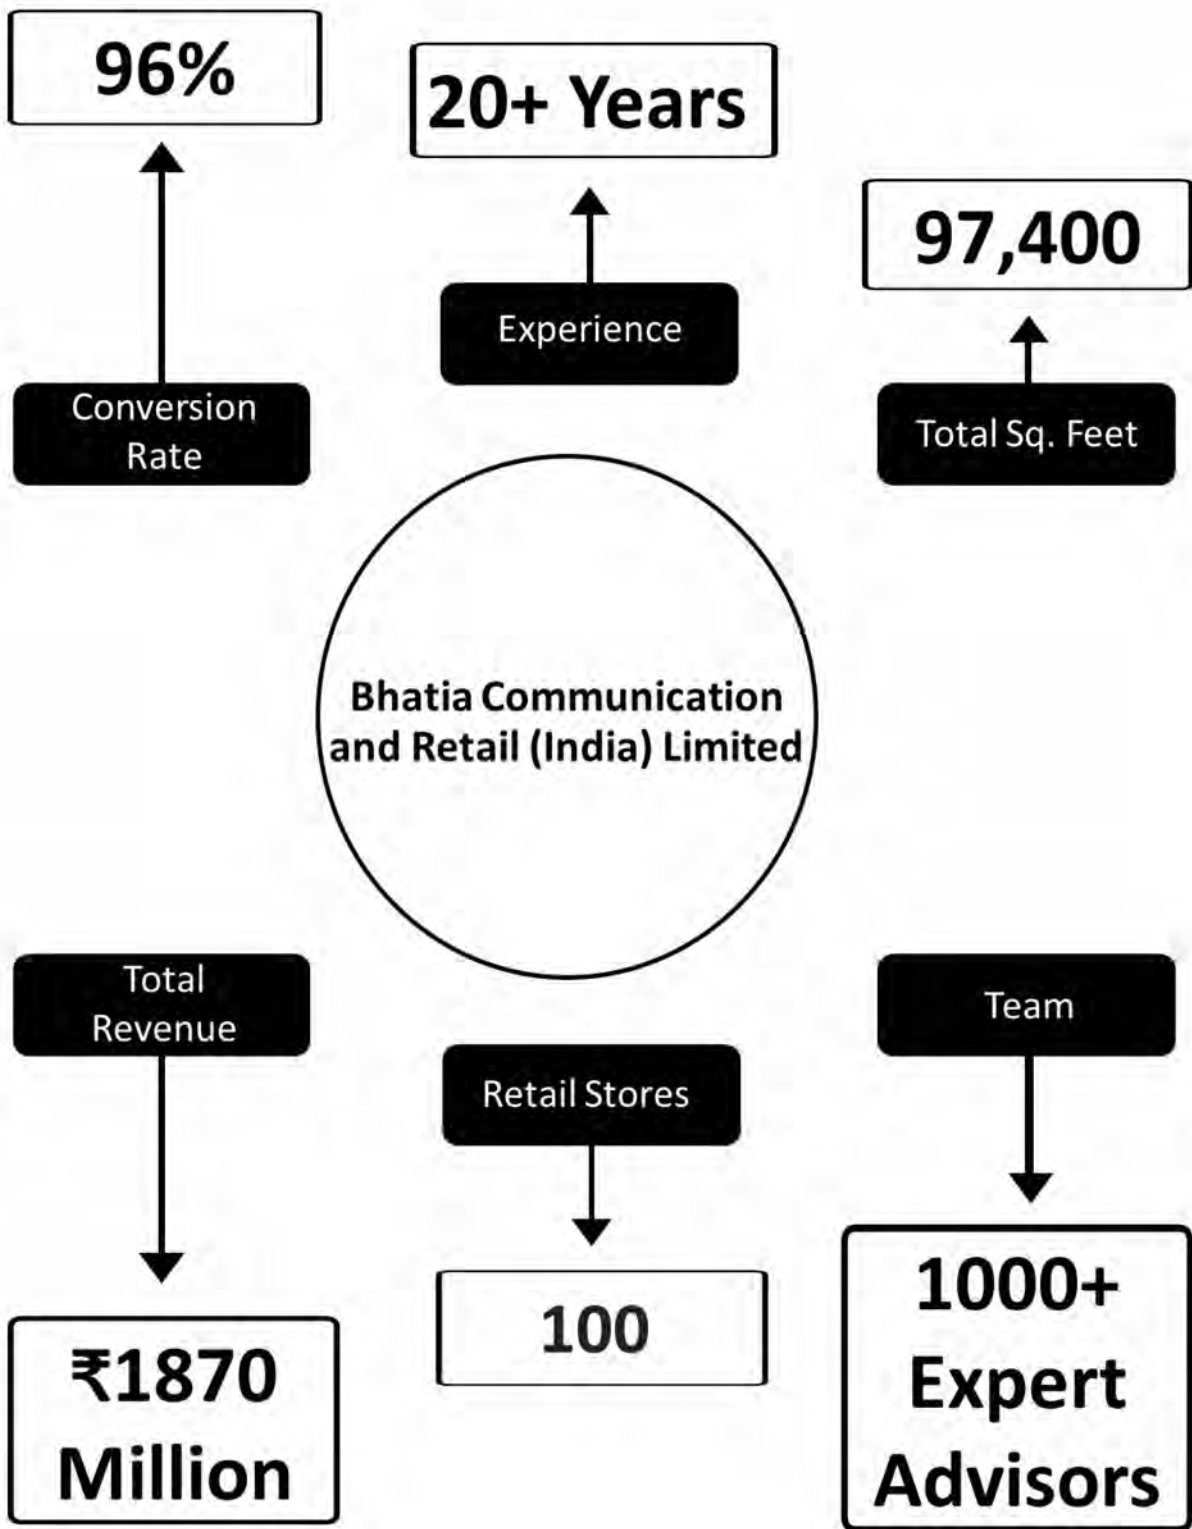 96%
20+ Years
97,400
Experience
Conversion
Rate
Total Sq. Feet
Bhatia Communication
and Retail (India) Limited
Total
Revenue
Team
Retail Stores
₹1870
Million
100
1000+
Expert
Advisors